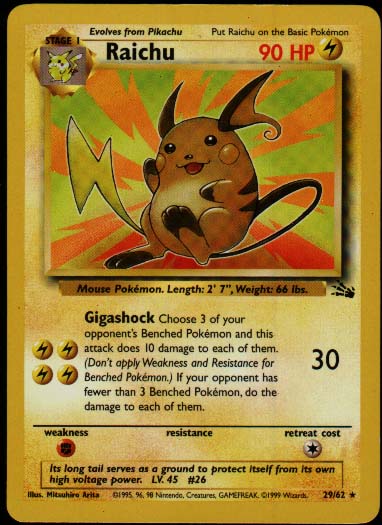 Evolves from Pikachu Put Raichu on the Basic Pokémon
STAGE 1
Raichu 90 HP
Mouse Pokémon. Length: 2' 7", Weight: 66 lbs.
Gigashock Choose 3 of your
opponent's Benched Pokémon and this
attack does 10 damage to each of them.
(Don't apply Weakness and Resistance for
Benched Pokémon.) If your opponent has
fewer than 3 Benched Pokémon, do the
damage to each of them.
30
weakness resistance retreat cost
Its long tail serves as a ground to protect itself from its own
high voltage power. LV. 45 #26
Illus. Mitsuhiro Arita ©1995, 96, 98 Nintendo, Creatures, GAMEFREAK. ©1999 Wizards. 29/62 ★